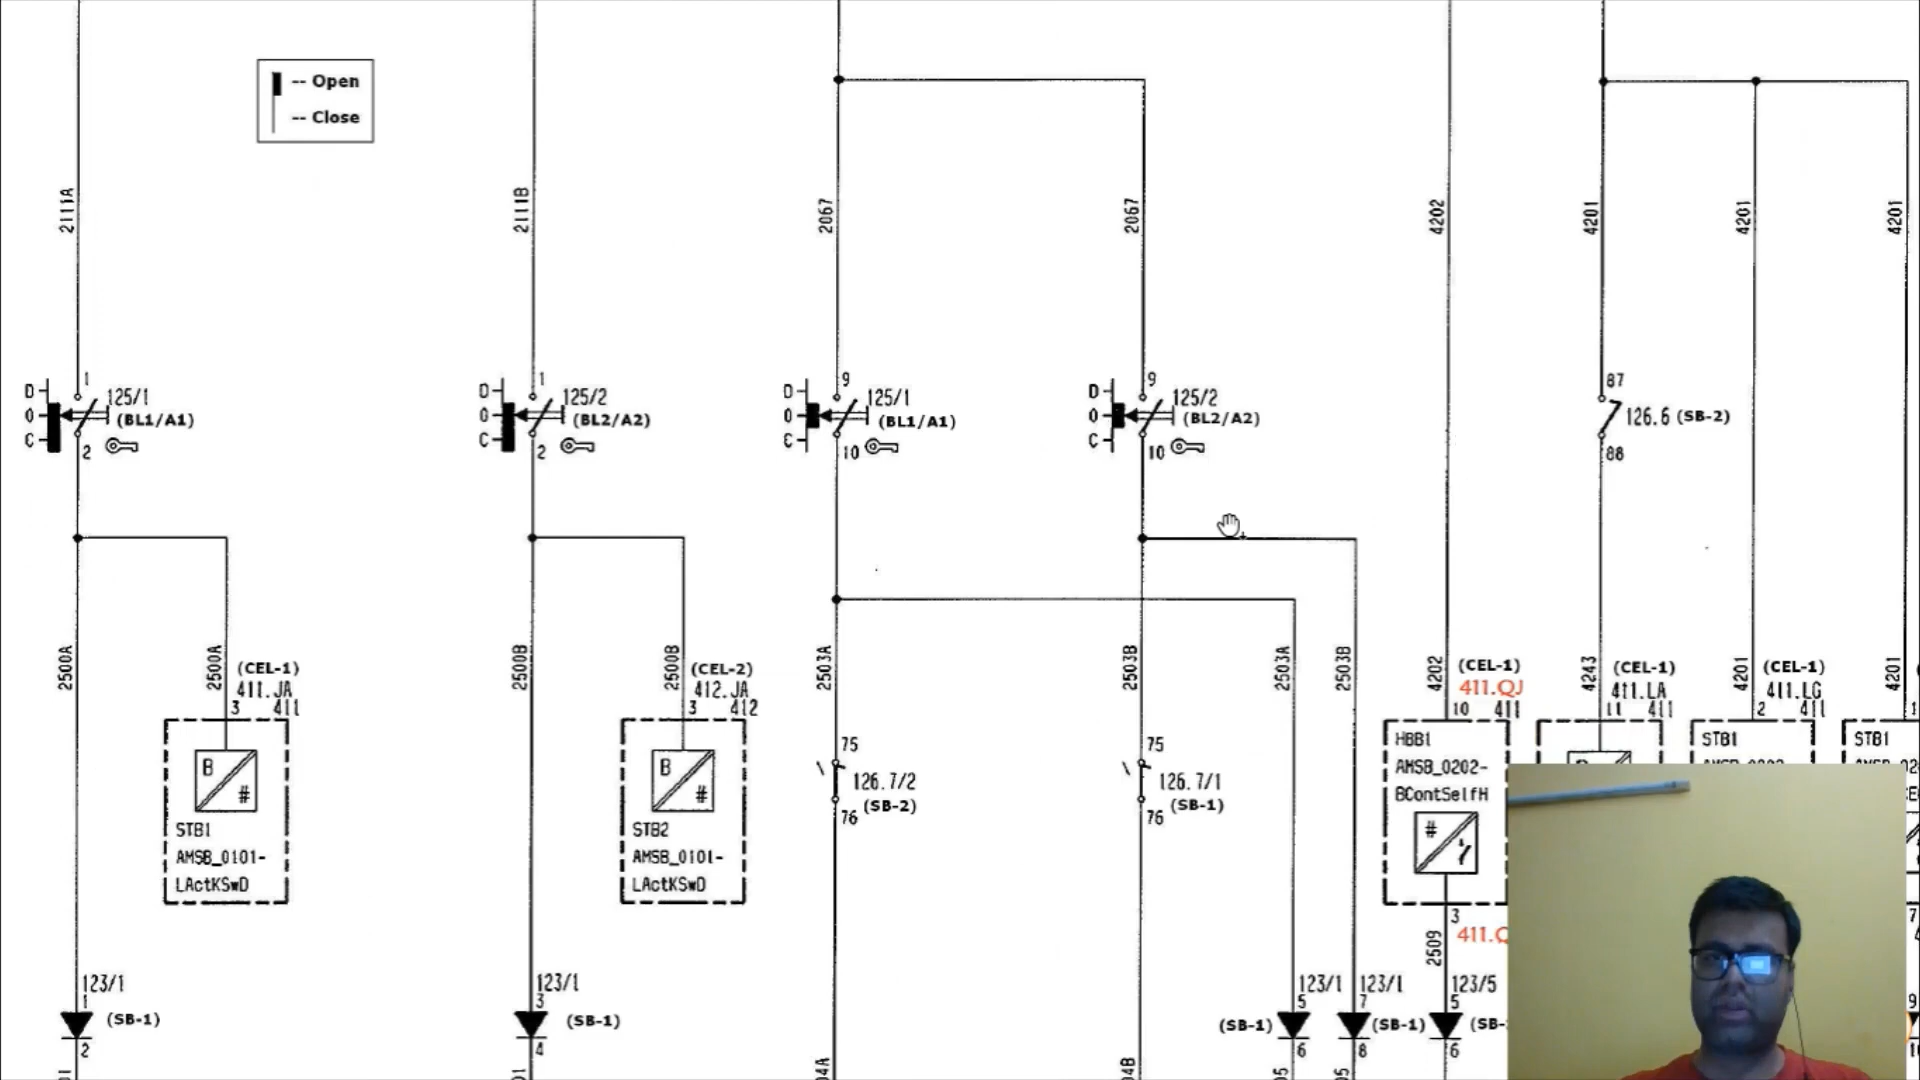 -- Open
-- Close
2111A
2111B
2067
2067
4202
4201
4201
4201
D
0
C
1
125/1
(BL1/A1)
2
D
0
C
1
125/2
(BL2/A2)
2
D
0
C
9
125/1
(BL1/A1)
10
D
0
C
9
125/2
(BL2/A2)
10
87
126.6 (SB-2)
88
2500A
2500A
(CEL-1)
411.JA
3 411
B
#
STB1
AMSB_0101-
LActKSwD
2500B
2500B
(CEL-2)
412.JA
3 412
B
#
STB2
AMSB_0101-
LActKSwD
2503A
75
126.7/2
(SB-2)
76
2503B
75
126.7/1
(SB-1)
76
2503A
2503B
4202
(CEL-1)
411.QJ
10 411
HBB1
AMSB_0202-
BContSelfH
#
3
2509
4243
(CEL-1)
411.LA
11 411
4201
(CEL-1)
411.LG
2 411
STB1
4201
STB1
123/1
1
(SB-1)
2
123/1
3
(SB-1)
4
123/1
5
(SB-1)
6
123/1
7
(SB-1)
8
123/5
5
6